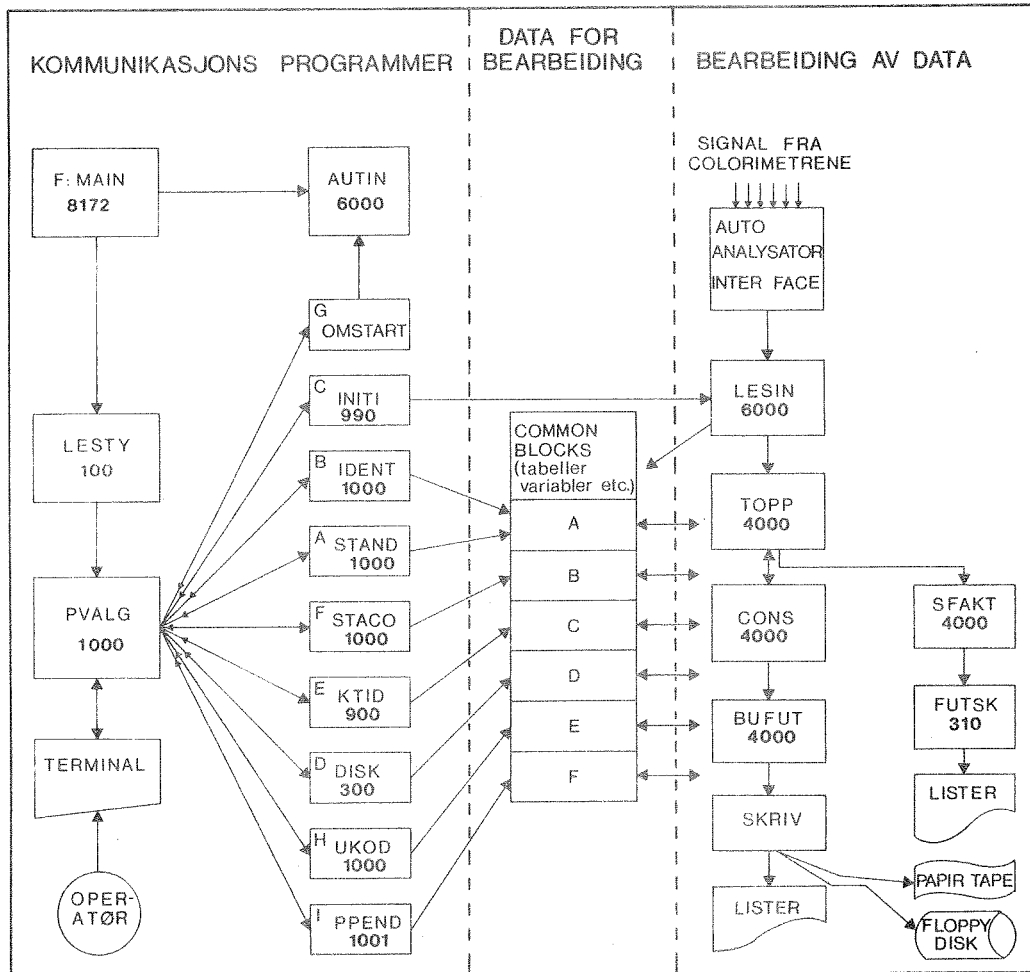 KOMMUNIKASJONS PROGRAMMER
DATA FOR
BEARBEIDING
BEARBEIDING AV DATA
F: MAIN
8172
AUTIN
6000
G
OMSTART
C
INITI
990
LESTY
100
B
IDENT
1000
A
STAND
1000
PVALG
1000
F
STACO
1000
E
KTID
900
TERMINAL
D
DISK
300
H
UKOD
1000
OPER-
ATØR
I
PPEND
1001
COMMON
BLOCKS
(tabeller
variabler etc.)
A
B
C
D
E
F
SIGNAL FRA
COLORIMETRENE
AUTO
ANALYSATOR
INTER FACE
LESIN
6000
TOPP
4000
CONS
4000
SFAKT
4000
BUFUT
4000
FUTSK
310
SKRIV
LISTER
LISTER
PAPIR TAPE
FLOPPY
DISK